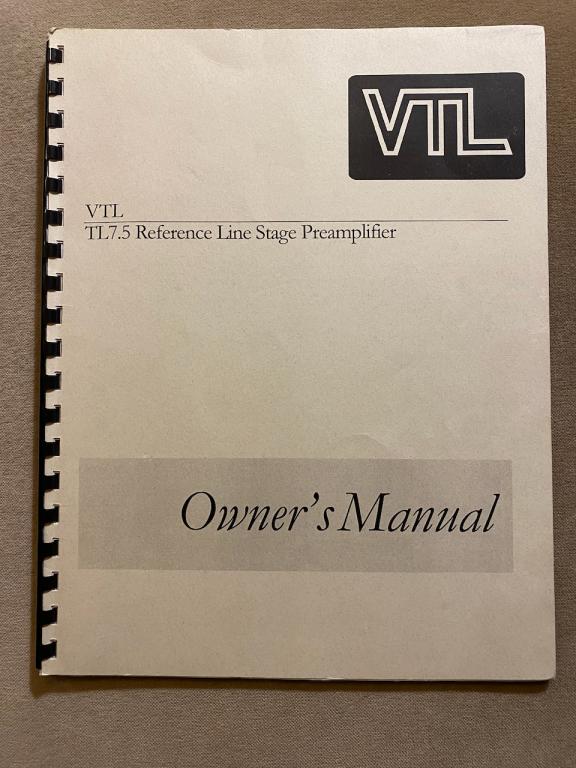 VTL
VTL
TL7.5 Reference Line Stage Preamplifier
Owner's Manual